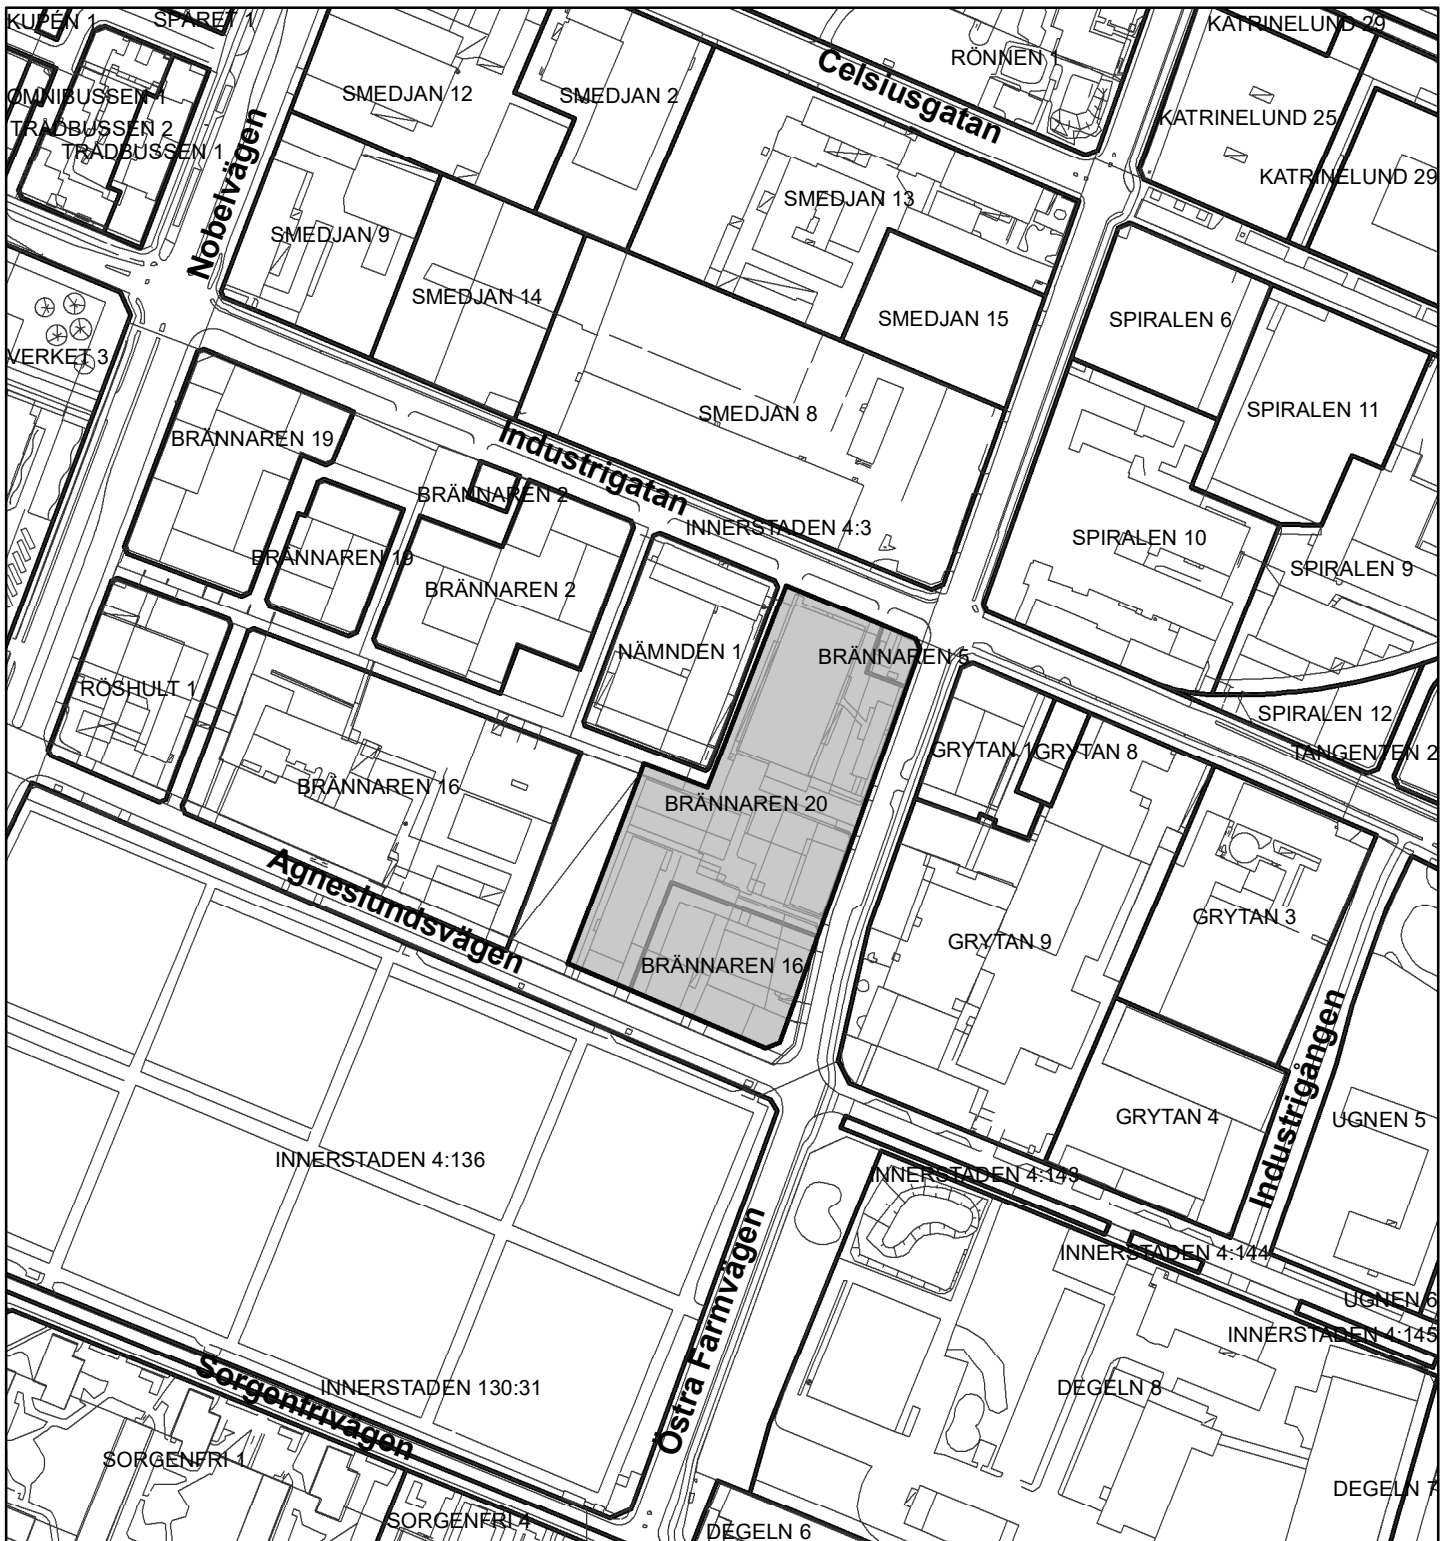 KUPÉN 1
SPÅRET 1
KATRINELUND 29
RÖNNEN 1
Celsiusgatan
OMNIBUSSEN 1
SMEDJAN 12
SMEDJAN 2
KATRINELUND 25
TRÅDBUSSEN 2
TRÅDBUSSEN 1
Nobelvägen
KATRINELUND 29
SMEDJAN 13
SMEDJAN 9
SMEDJAN 14
SMEDJAN 15
SPIRALEN 6
VERKET 3
SMEDJAN 8
SPIRALEN 11
BRÄNNAREN 19
Industrigatan
BRÄNNAREN 2
INNERSTADEN 4:3
SPIRALEN 10
BRÄNNAREN 19
SPIRALEN 9
BRÄNNAREN 2
NÄMNDEN 1
BRÄNNAREN 5
RÖSHULT 1
SPIRALEN 12
GRYTAN 1
GRYTAN 8
TANGENTEN 2
BRÄNNAREN 16
BRÄNNAREN 20
Agneslundsvägen
GRYTAN 3
GRYTAN 9
BRÄNNAREN 16
Industrigången
GRYTAN 4
UGNEN 5
INNERSTADEN 4:136
INNERSTADEN 4:143
INNERSTADEN 4:144
Östra Farmvägen
UGNEN 6
INNERSTADEN 4:145
INNERSTADEN 130:31
DEGELN 8
Sorgenfrivägen
SORGENFRI 1
DEGELN 7
SORGENFRI 4
DEGELN 6